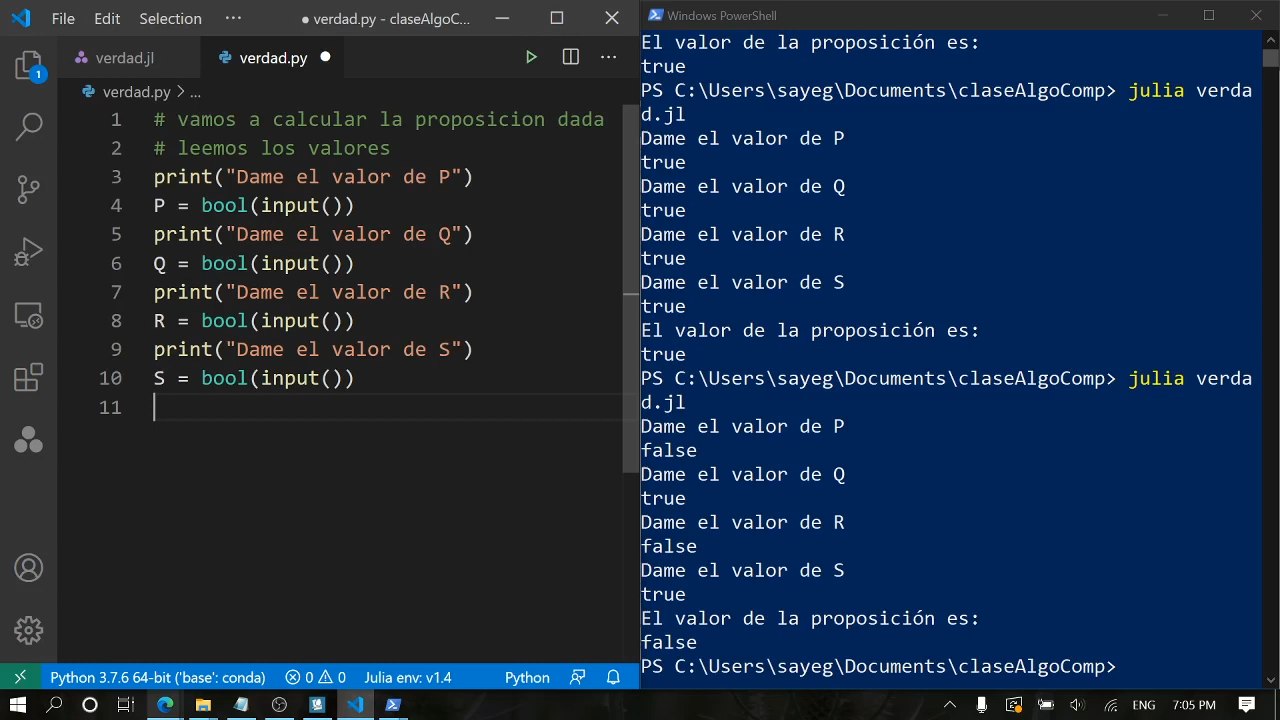 File Edit Selection ··· ● verdad.py - claseAlgoC...
verdad.jl verdad.py
verdad.py > ...
1 # vamos a calcular la proposicion dada
2 # leemos los valores
3 print("Dame el valor de P")
4 P = bool(input())
5 print("Dame el valor de Q")
6 Q = bool(input())
7 print("Dame el valor de R")
8 R = bool(input())
9 print("Dame el valor de S")
10 S = bool(input())
11
1
Python 3.7.6 64-bit ('base': conda) 0 0 Julia env: v1.4 Python
Windows PowerShell
El valor de la proposición es:
true
PS C:\Users\sayeg\Documents\claseAlgoComp> julia verda
d.jl
Dame el valor de P
true
Dame el valor de Q
true
Dame el valor de R
true
Dame el valor de S
true
El valor de la proposición es:
true
PS C:\Users\sayeg\Documents\claseAlgoComp> julia verda
d.jl
Dame el valor de P
false
Dame el valor de Q
true
Dame el valor de R
false
Dame el valor de S
true
El valor de la proposición es:
false
PS C:\Users\sayeg\Documents\claseAlgoComp>
7:05 PM